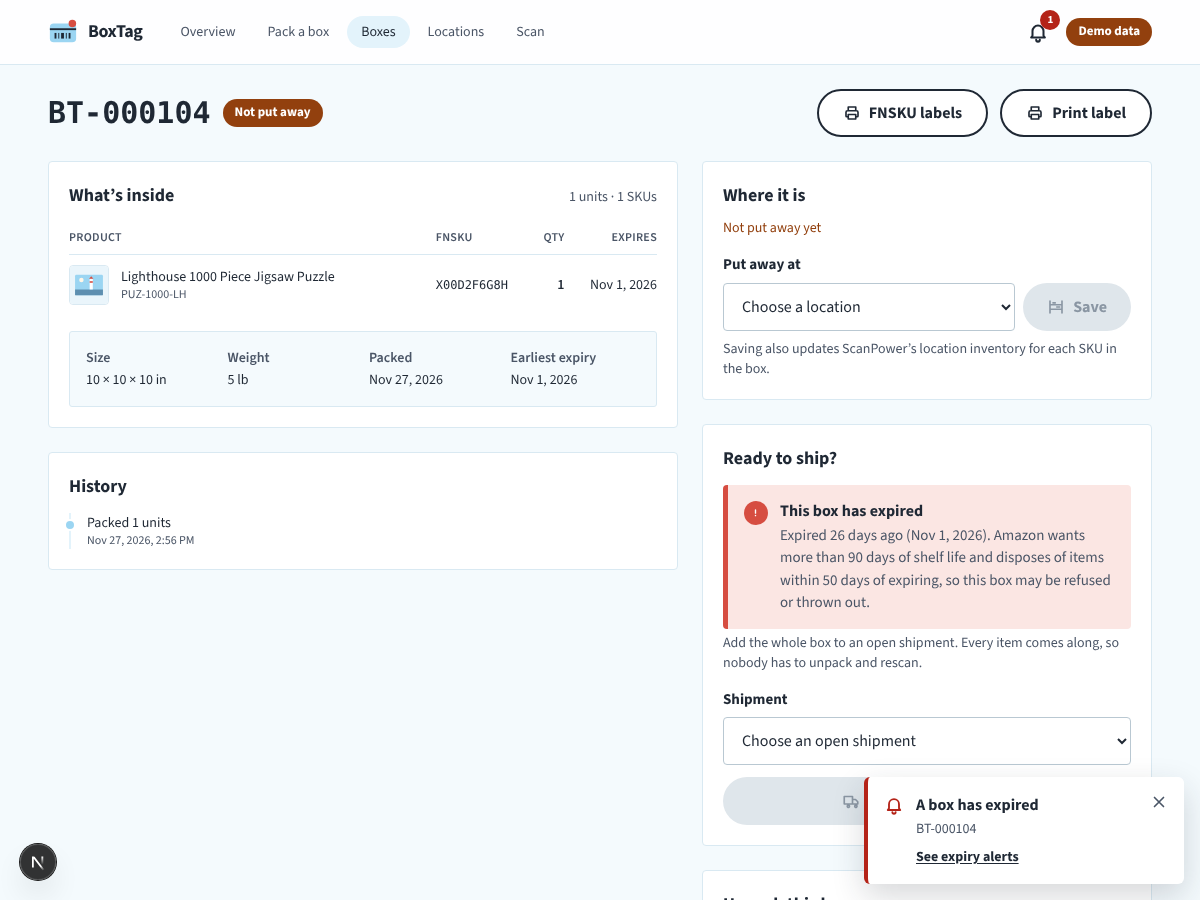 BoxTag
Overview
Pack a box
Boxes
Locations
Scan
1
Demo data
BT-000104
Not put away
FNSKU labels
Print label
What’s inside
1 units · 1 SKUs
PRODUCT
FNSKU
QTY
EXPIRES
Lighthouse 1000 Piece Jigsaw Puzzle
PUZ-1000-LH
X00D2F6G8H
1
Nov 1, 2026
Size
Weight
Packed
Earliest expiry
10 × 10 × 10 in
5 lb
Nov 27, 2026
Nov 1, 2026
History
Packed 1 units
Nov 27, 2026, 2:56 PM
Where it is
Not put away yet
Put away at
Choose a location
Save
Saving also updates ScanPower’s location inventory for each SKU in
the box.
Ready to ship?
!
This box has expired
Expired 26 days ago (Nov 1, 2026). Amazon wants
more than 90 days of shelf life and disposes of items
within 50 days of expiring, so this box may be refused
or thrown out.
Add the whole box to an open shipment. Every item comes along, so
nobody has to unpack and rescan.
Shipment
Choose an open shipment
A box has expired
BT-000104
See expiry alerts
N